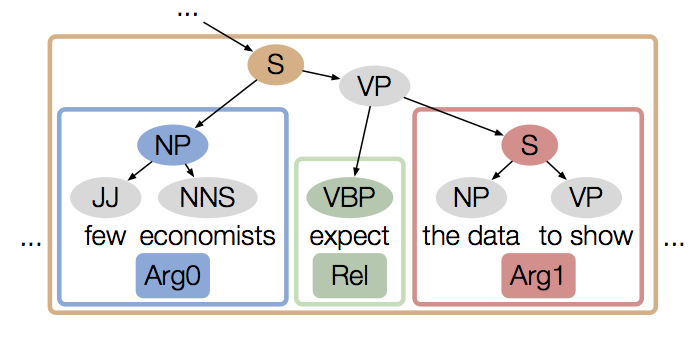 ...
S
VP
NP
S
JJ NNS VBP NP VP
... few economists expect the data to show ...
Arg0 Rel Arg1